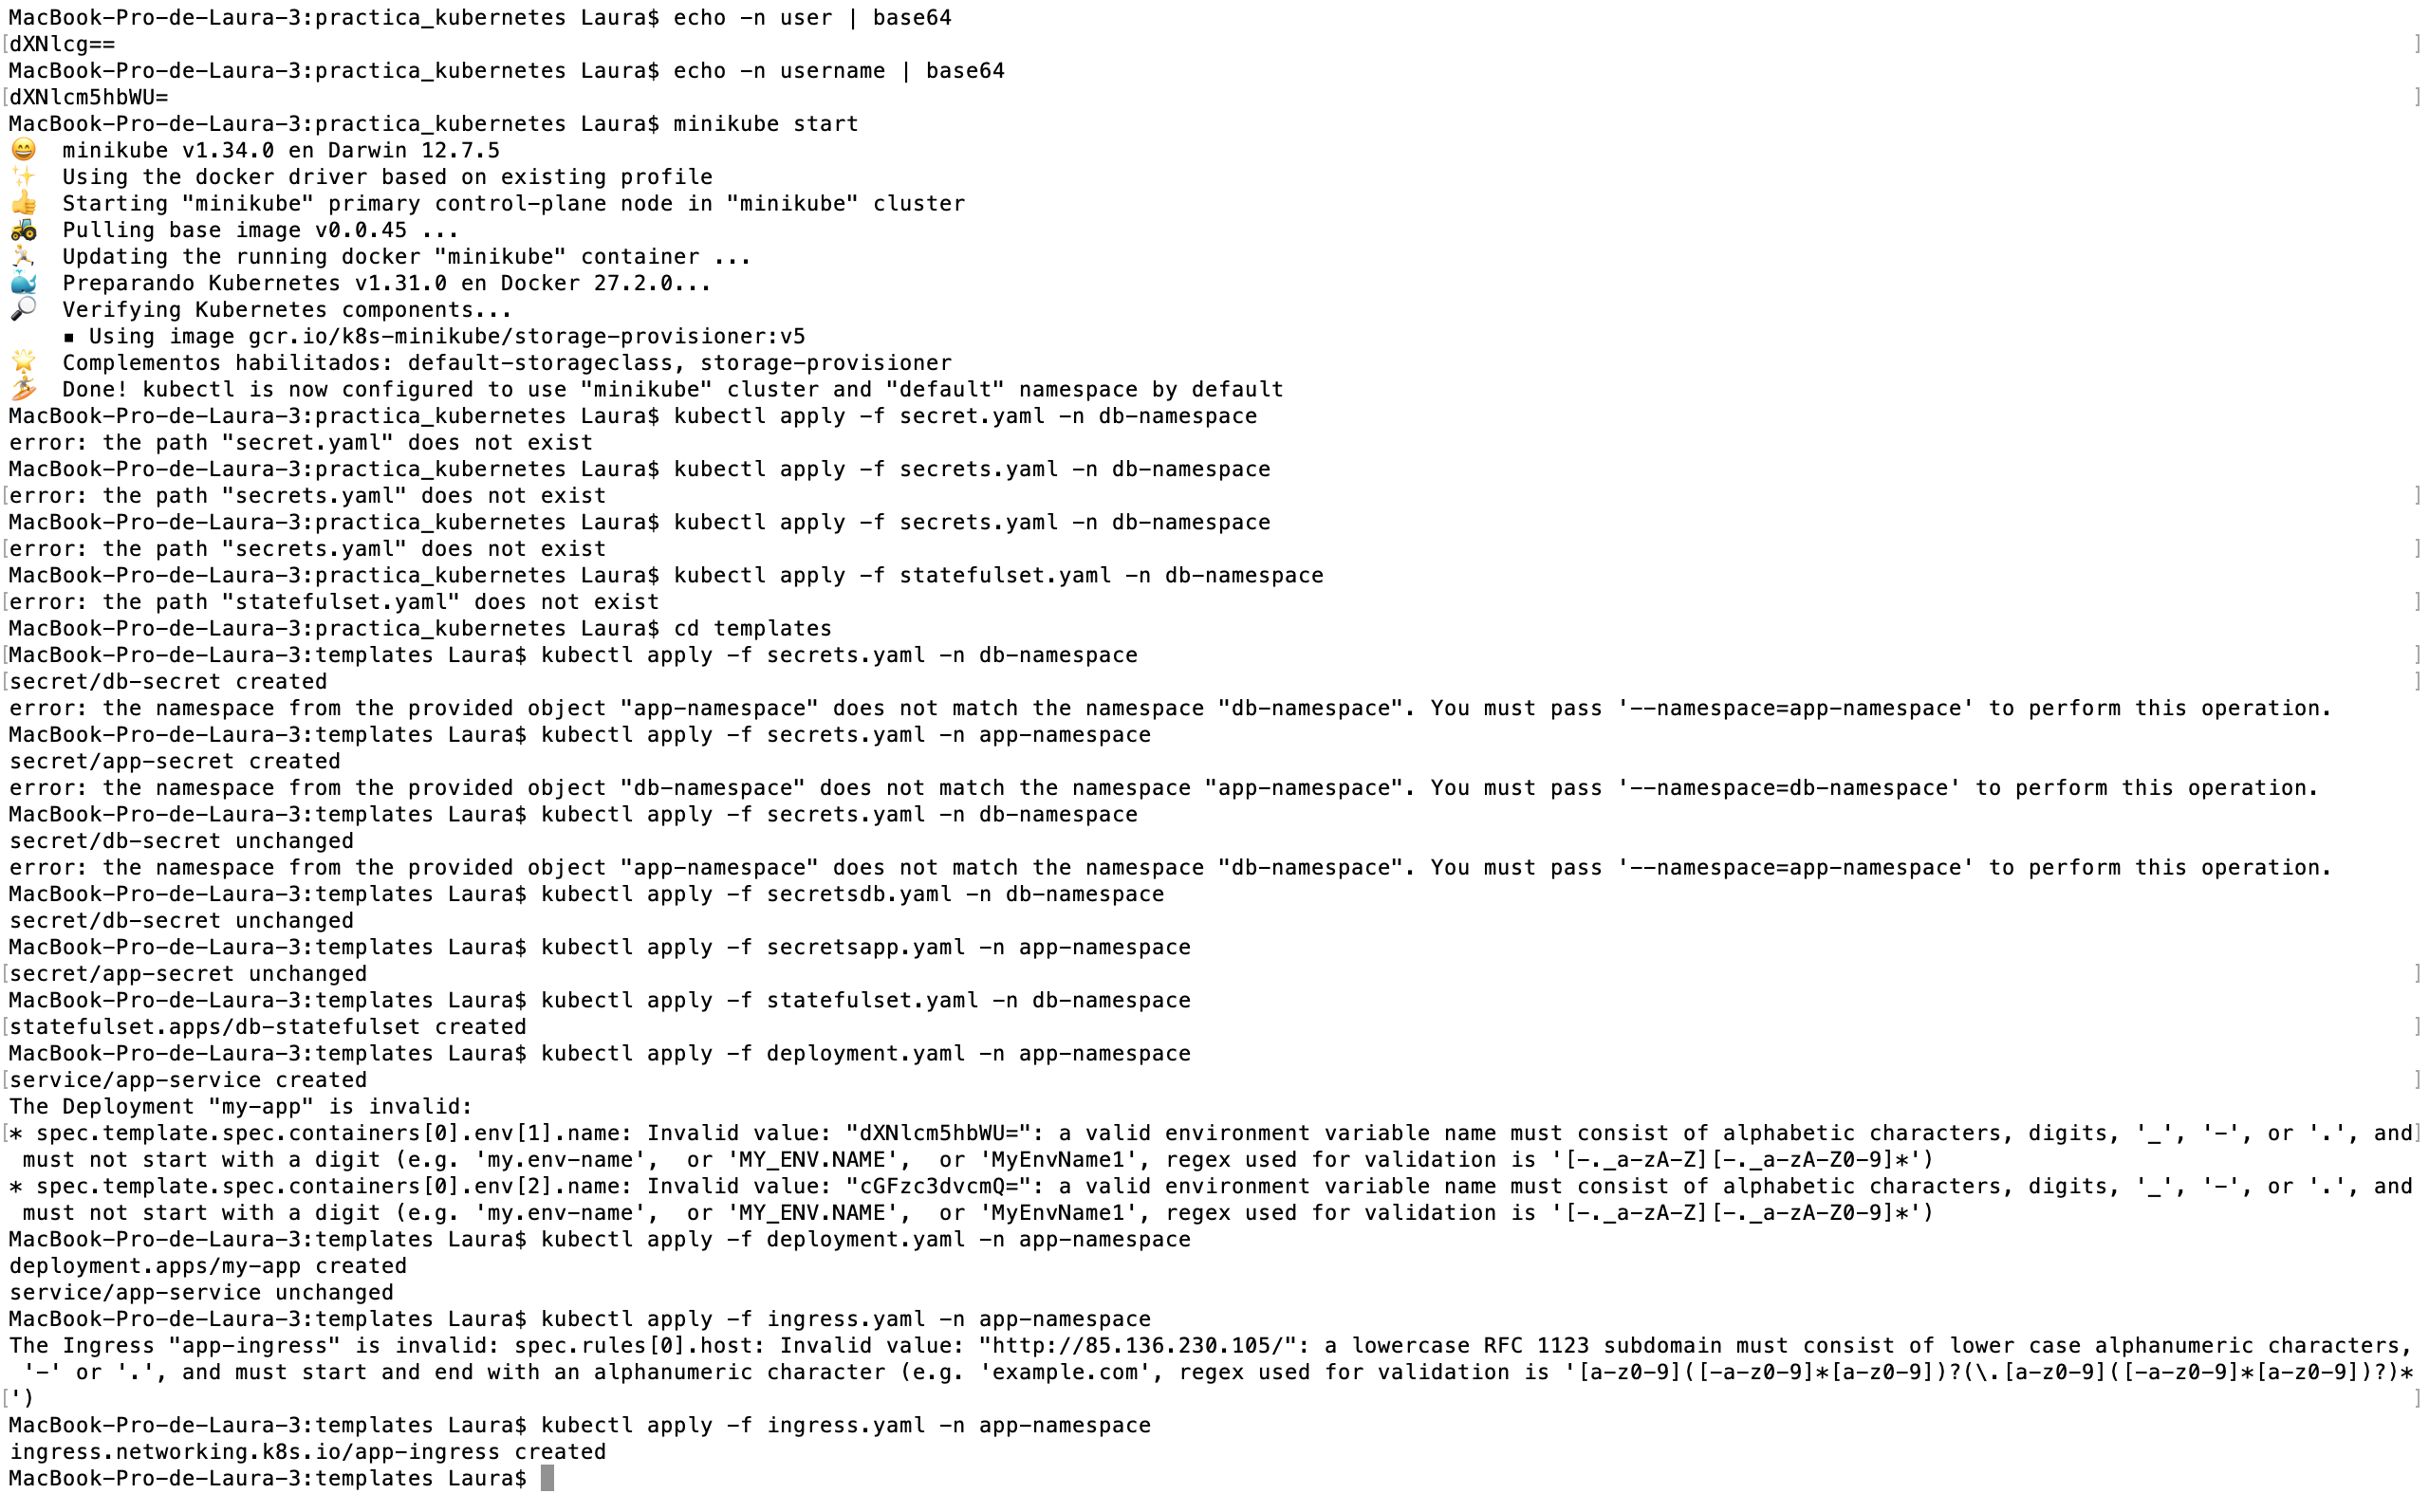 MacBook-Pro-de-Laura-3:practica_kubernetes Laura$ echo -n user | base64
[dXNlcg== ]
MacBook-Pro-de-Laura-3:practica_kubernetes Laura$ echo -n username | base64
[dXNlcm5hbWU= ]
MacBook-Pro-de-Laura-3:practica_kubernetes Laura$ minikube start
😄  minikube v1.34.0 en Darwin 12.7.5
✨  Using the docker driver based on existing profile
👍  Starting "minikube" primary control-plane node in "minikube" cluster
🚜  Pulling base image v0.0.45 ...
🏃  Updating the running docker "minikube" container ...
🐳  Preparando Kubernetes v1.31.0 en Docker 27.2.0...
🔎  Verifying Kubernetes components...
    ▪ Using image gcr.io/k8s-minikube/storage-provisioner:v5
🌟  Complementos habilitados: default-storageclass, storage-provisioner
🏄  Done! kubectl is now configured to use "minikube" cluster and "default" namespace by default
MacBook-Pro-de-Laura-3:practica_kubernetes Laura$ kubectl apply -f secret.yaml -n db-namespace
error: the path "secret.yaml" does not exist
MacBook-Pro-de-Laura-3:practica_kubernetes Laura$ kubectl apply -f secrets.yaml -n db-namespace
[error: the path "secrets.yaml" does not exist ]
MacBook-Pro-de-Laura-3:practica_kubernetes Laura$ kubectl apply -f secrets.yaml -n db-namespace
[error: the path "secrets.yaml" does not exist ]
MacBook-Pro-de-Laura-3:practica_kubernetes Laura$ kubectl apply -f statefulset.yaml -n db-namespace
[error: the path "statefulset.yaml" does not exist ]
MacBook-Pro-de-Laura-3:practica_kubernetes Laura$ cd templates
[MacBook-Pro-de-Laura-3:templates Laura$ kubectl apply -f secrets.yaml -n db-namespace ]
[secret/db-secret created ]
error: the namespace from the provided object "app-namespace" does not match the namespace "db-namespace". You must pass '--namespace=app-namespace' to perform this operation.
MacBook-Pro-de-Laura-3:templates Laura$ kubectl apply -f secrets.yaml -n app-namespace
secret/app-secret created
error: the namespace from the provided object "db-namespace" does not match the namespace "app-namespace". You must pass '--namespace=db-namespace' to perform this operation.
MacBook-Pro-de-Laura-3:templates Laura$ kubectl apply -f secrets.yaml -n db-namespace
secret/db-secret unchanged
error: the namespace from the provided object "app-namespace" does not match the namespace "db-namespace". You must pass '--namespace=app-namespace' to perform this operation.
MacBook-Pro-de-Laura-3:templates Laura$ kubectl apply -f secretsdb.yaml -n db-namespace
secret/db-secret unchanged
MacBook-Pro-de-Laura-3:templates Laura$ kubectl apply -f secretsapp.yaml -n app-namespace
[secret/app-secret unchanged ]
MacBook-Pro-de-Laura-3:templates Laura$ kubectl apply -f statefulset.yaml -n db-namespace
[statefulset.apps/db-statefulset created ]
MacBook-Pro-de-Laura-3:templates Laura$ kubectl apply -f deployment.yaml -n app-namespace
[service/app-service created ]
The Deployment "my-app" is invalid:
[* spec.template.spec.containers[0].env[1].name: Invalid value: "dXNlcm5hbWU=": a valid environment variable name must consist of alphabetic characters, digits, '_', '-', or '.', and]
 must not start with a digit (e.g. 'my.env-name',  or 'MY_ENV.NAME',  or 'MyEnvName1', regex used for validation is '[-._a-zA-Z][-._a-zA-Z0-9]*')
* spec.template.spec.containers[0].env[2].name: Invalid value: "cGFzc3dvcmQ=": a valid environment variable name must consist of alphabetic characters, digits, '_', '-', or '.', and
 must not start with a digit (e.g. 'my.env-name',  or 'MY_ENV.NAME',  or 'MyEnvName1', regex used for validation is '[-._a-zA-Z][-._a-zA-Z0-9]*')
MacBook-Pro-de-Laura-3:templates Laura$ kubectl apply -f deployment.yaml -n app-namespace
deployment.apps/my-app created
service/app-service unchanged
MacBook-Pro-de-Laura-3:templates Laura$ kubectl apply -f ingress.yaml -n app-namespace
The Ingress "app-ingress" is invalid: spec.rules[0].host: Invalid value: "http://85.136.230.105/": a lowercase RFC 1123 subdomain must consist of lower case alphanumeric characters,
 '-' or '.', and must start and end with an alphanumeric character (e.g. 'example.com', regex used for validation is '[a-z0-9]([-a-z0-9]*[a-z0-9])?(\.[a-z0-9]([-a-z0-9]*[a-z0-9])?)*
[') ]
MacBook-Pro-de-Laura-3:templates Laura$ kubectl apply -f ingress.yaml -n app-namespace
ingress.networking.k8s.io/app-ingress created
MacBook-Pro-de-Laura-3:templates Laura$